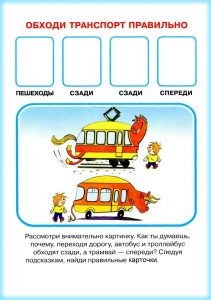 ОБХОДИ ТРАНСПОРТ ПРАВИЛЬНО
ПЕШЕХОДЫ СЗАДИ СЗАДИ СПЕРЕДИ
Рассмотри внимательно картинку. Как ты думаешь,
почему, переходя дорогу, автобус и троллейбус
обходят сзади, а трамвай — спереди? Следуя
подсказкам, найди правильные карточки.